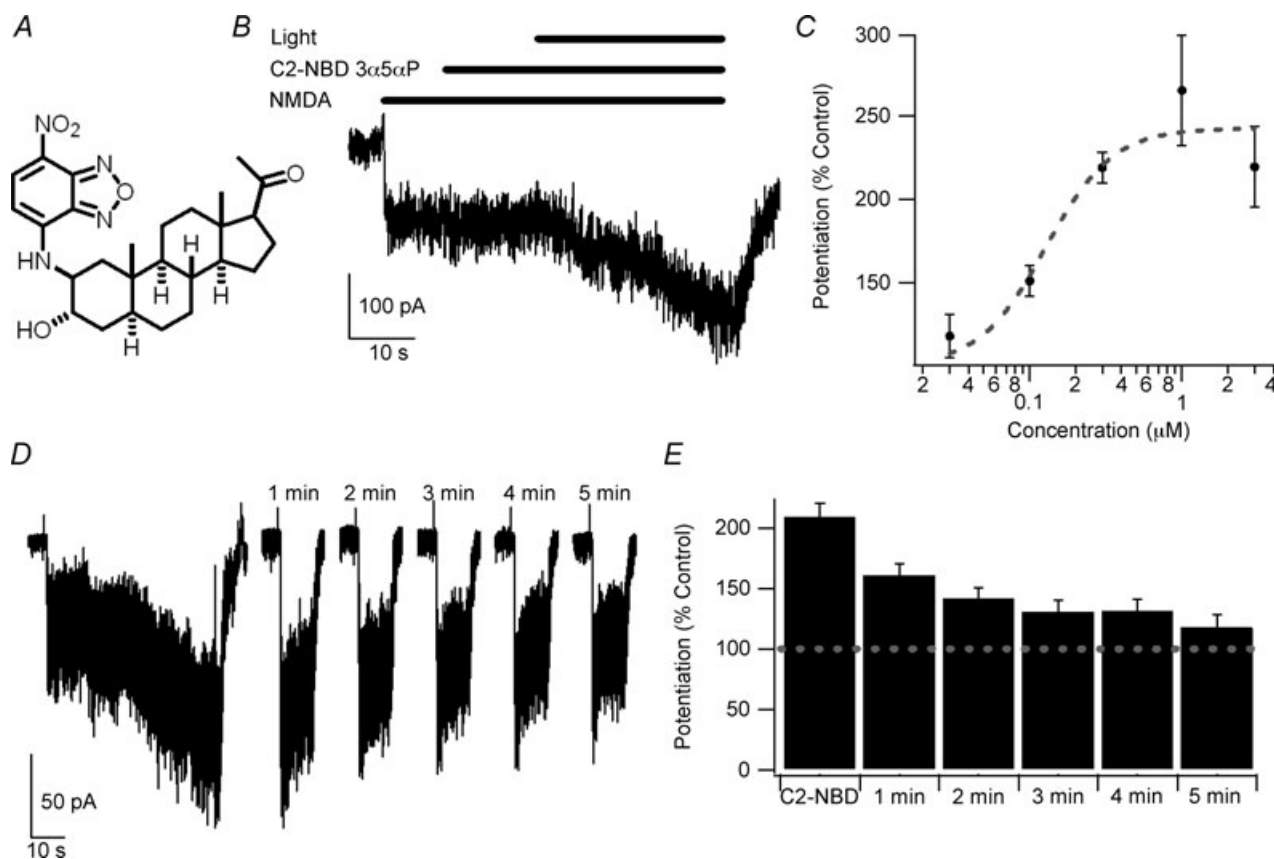 A
NO₂
N
O
N
HN
HO
H
H
H
H
O
B
Light
C2-NBD 3α5αP
NMDA
100 pA
10 s
C
Potentiation (% Control)
300
250
200
150
2 4 6 8 2 4 6 8 2 4
0.1 1
Concentration (µM)
D
1 min 2 min 3 min 4 min 5 min
50 pA
10 s
E
Potentiation (% Control)
200
150
100
50
0
C2-NBD 1 min 2 min 3 min 4 min 5 min